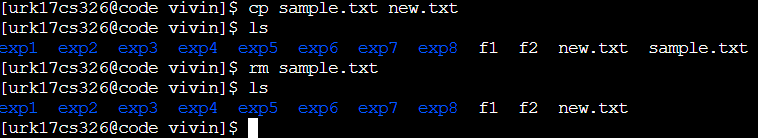 [urk17cs326@code vivin]$ cp sample.txt new.txt
[urk17cs326@code vivin]$ ls
exp1 exp2 exp3 exp4 exp5 exp6 exp7 exp8 f1 f2 new.txt sample.txt
[urk17cs326@code vivin]$ rm sample.txt
[urk17cs326@code vivin]$ ls
exp1 exp2 exp3 exp4 exp5 exp6 exp7 exp8 f1 f2 new.txt
[urk17cs326@code vivin]$